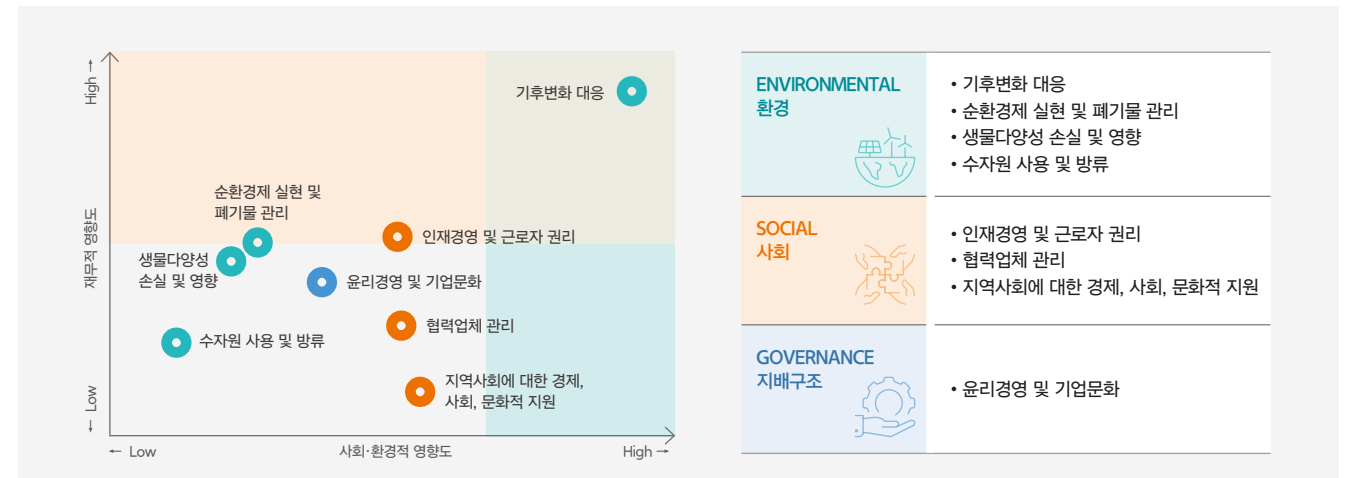 High →
재무적 영향도
← Low
기후변화 대응
순환경제 실현 및
폐기물 관리
인재경영 및 근로자 권리
생물다양성
손실 및 영향
윤리경영 및 기업문화
협력업체 관리
수자원 사용 및 방류
지역사회에 대한 경제,
사회, 문화적 지원
← Low
사회·환경적 영향도
High →
ENVIRONMENTAL
환경
• 기후변화 대응
• 순환경제 실현 및 폐기물 관리
• 생물다양성 손실 및 영향
• 수자원 사용 및 방류
SOCIAL
사회
• 인재경영 및 근로자 권리
• 협력업체 관리
• 지역사회에 대한 경제, 사회, 문화적 지원
GOVERNANCE
지배구조
• 윤리경영 및 기업문화